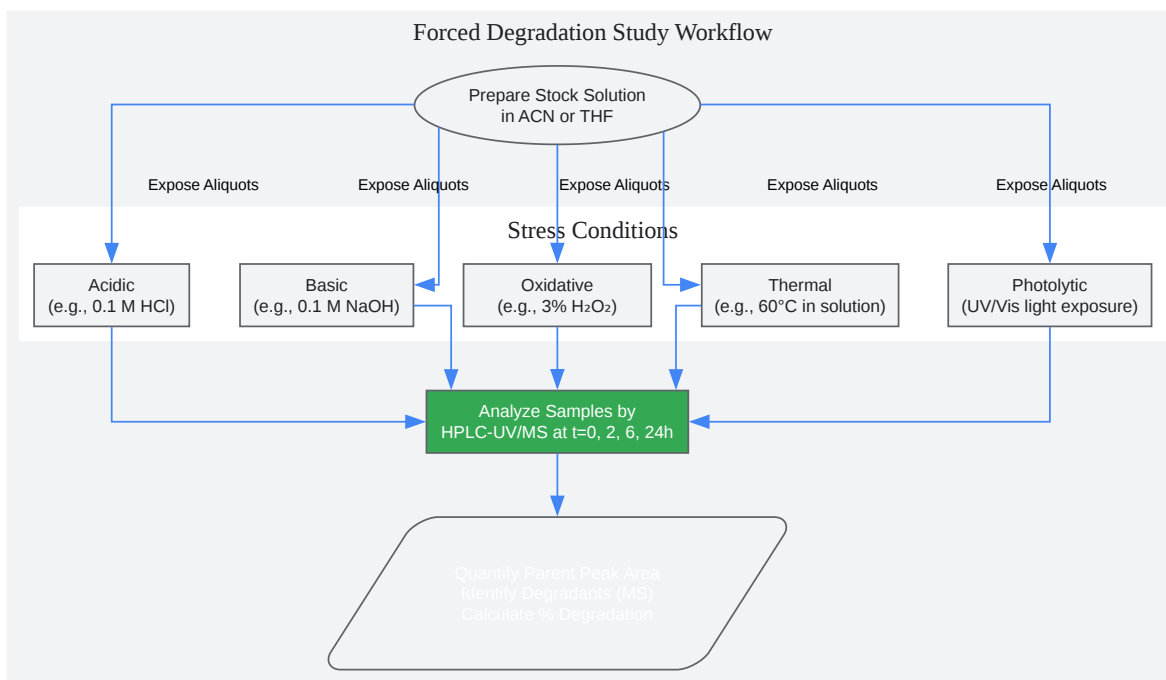 Forced Degradation Study Workflow
Prepare Stock Solution
in ACN or THF
Expose Aliquots
Expose Aliquots
Expose Aliquots
Expose Aliquots
Expose Aliquots
Stress Conditions
Acidic
(e.g., 0.1 M HCl)
Basic
(e.g., 0.1 M NaOH)
Oxidative
(e.g., 3% H₂O₂)
Thermal
(e.g., 60°C in solution)
Photolytic
(UV/Vis light exposure)
Analyze Samples by
HPLC-UV/MS at t=0, 2, 6, 24h
Quantify Parent Peak Area
Identify Degradants (MS)
Calculate % Degradation